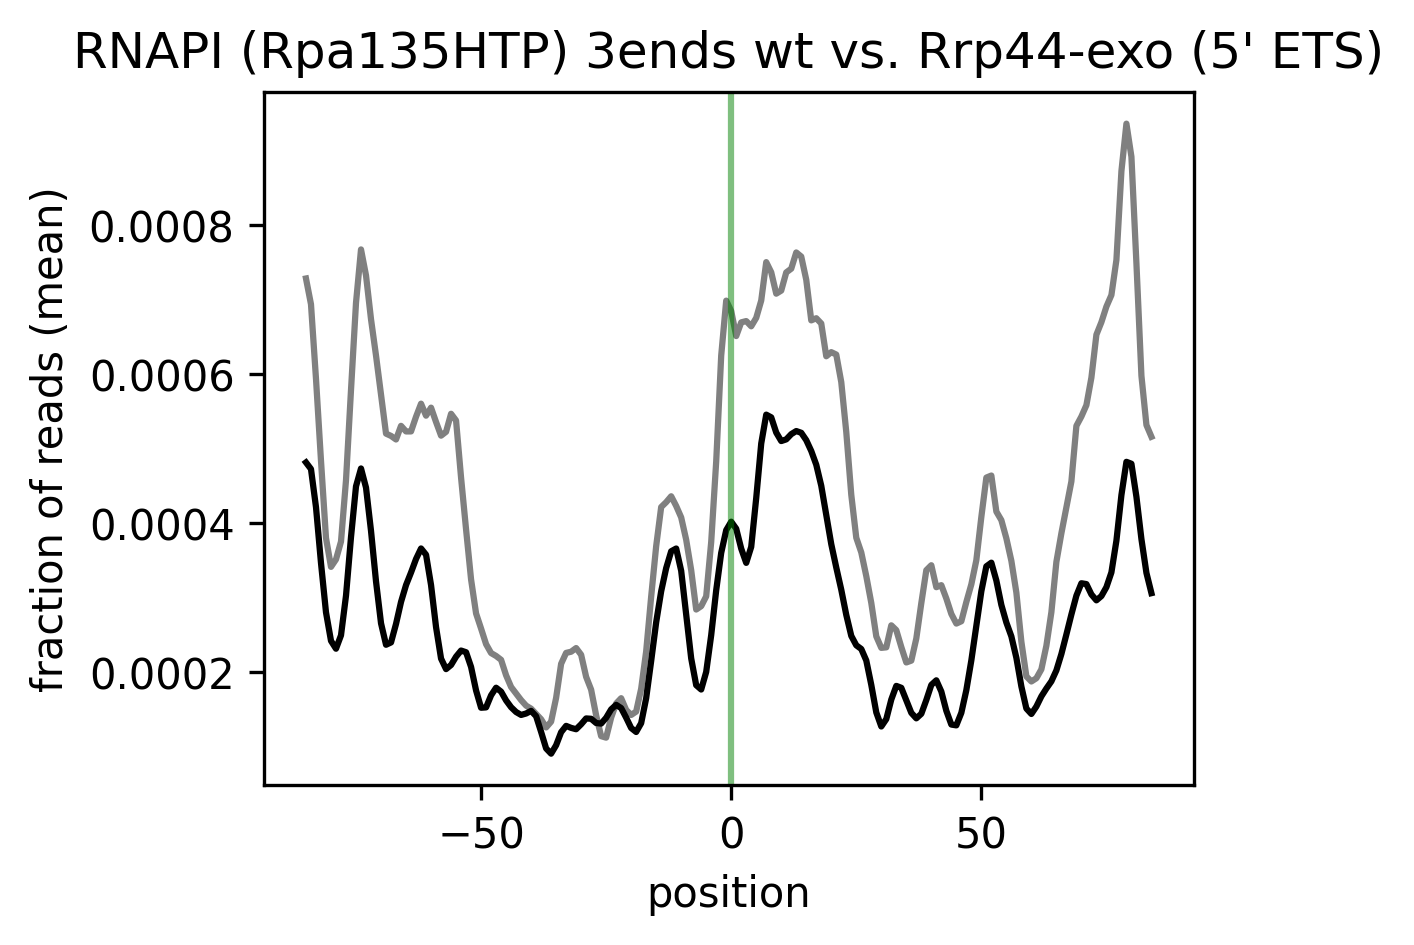 RNAPI (Rpa135HTP) 3ends wt vs. Rrp44-exo (5' ETS)
fraction of reads (mean)
0.0008
0.0006
0.0004
0.0002
−50 0 50
position